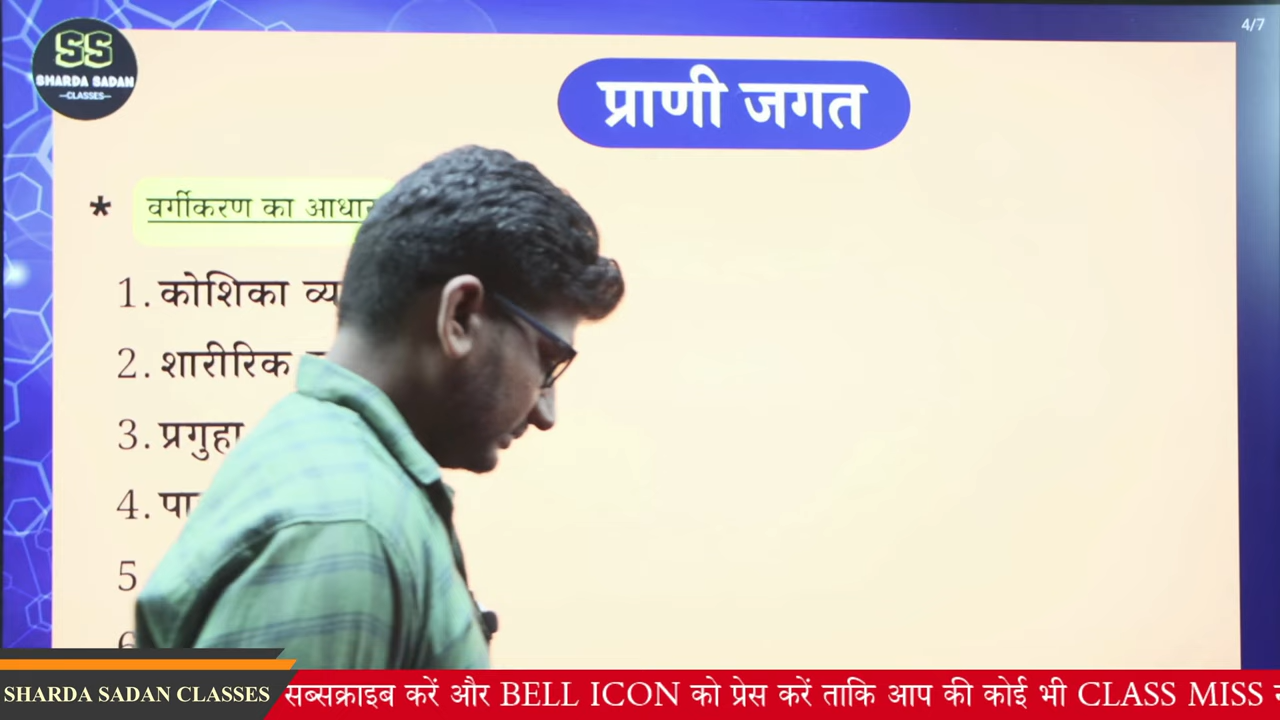 4/7
SS
SHARDA SADAN
—CLASSES—
प्राणी जगत
* वर्गीकरण का
1. कोशिका
2. शारीरिक
3. प्रगुहा
4.
5
6
SHARDA SADAN CLASSES
सब्सक्राइब करें और BELL ICON को प्रेस करें ताकि आप की कोई भी CLASS MISS